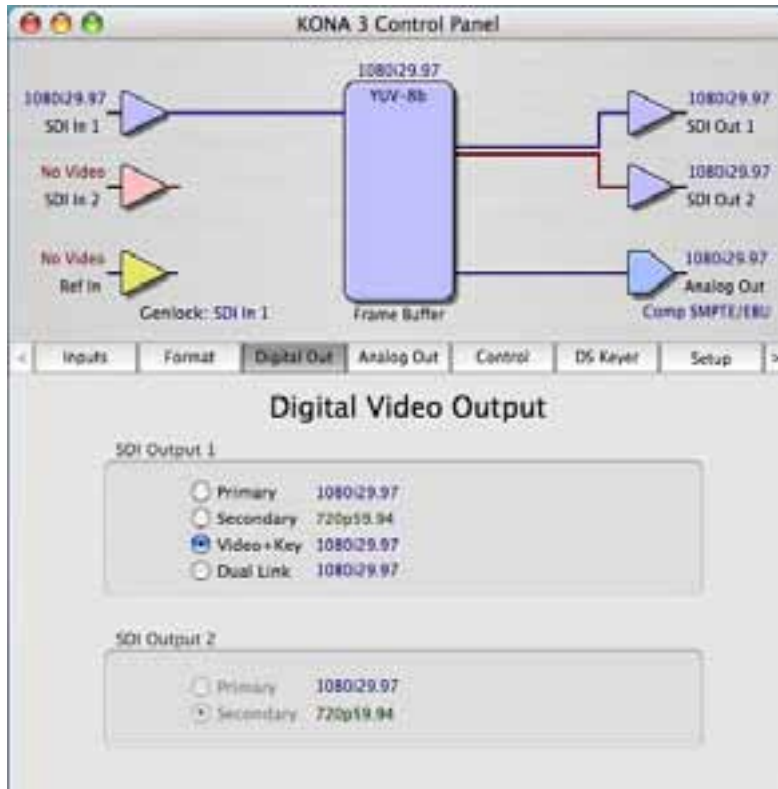 KONA 3 Control Panel
1080i29.97
YUV-8b
1080i29.97
SDI In 1
1080i29.97
SDI Out 1
No Video
SDI In 2
1080i29.97
SDI Out 2
No Video
Ref In
1080i29.97
Analog Out
Genlock: SDI In 1
Frame Buffer
Comp SMPTE/EBU
< Inputs Format Digital Out Analog Out Control DS Keyer Setup >
Digital Video Output
SDI Output 1
Primary 1080i29.97
Secondary 720p59.94
Video+Key 1080i29.97
Dual Link 1080i29.97
SDI Output 2
Primary 1080i29.97
Secondary 720p59.94